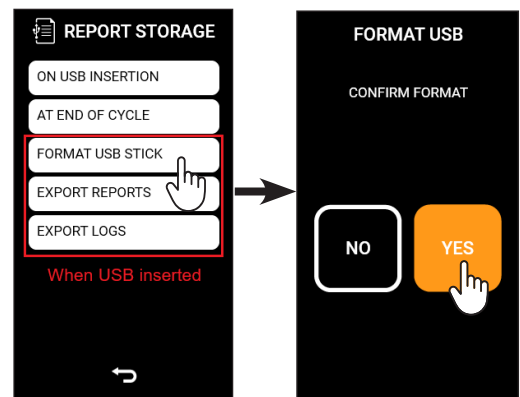 REPORT STORAGE
ON USB INSERTION
AT END OF CYCLE
FORMAT USB STICK
EXPORT REPORTS
EXPORT LOGS
When USB inserted
FORMAT USB
CONFIRM FORMAT
NO
YES